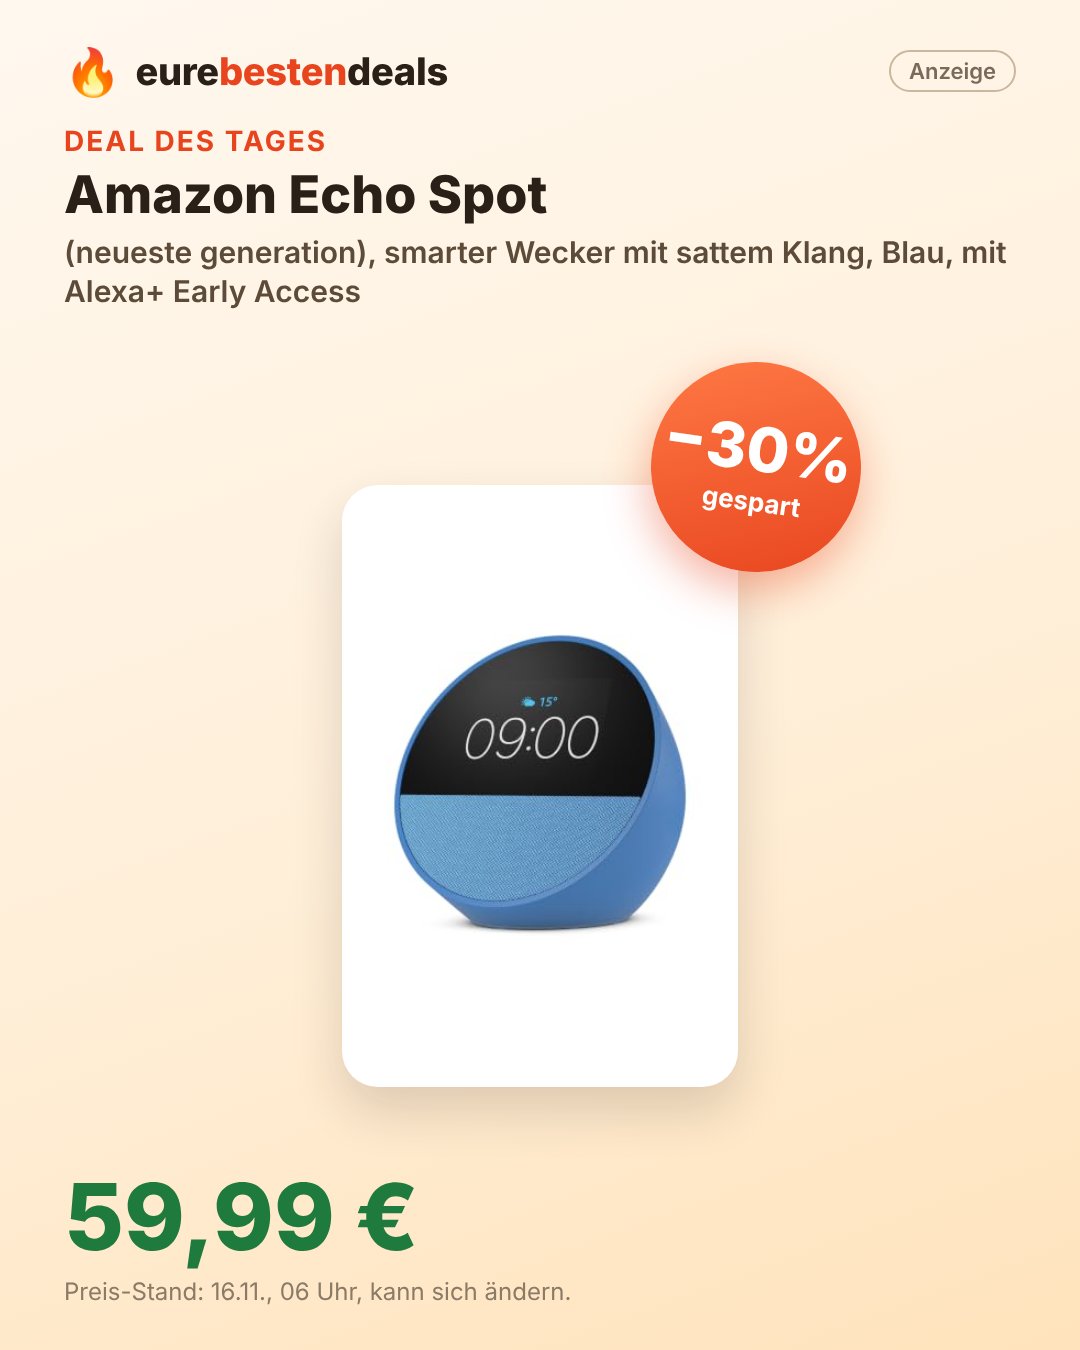 eurebestendeals
Anzeige
DEAL DES TAGES
Amazon Echo Spot
(neueste generation), smarter Wecker mit sattem Klang, Blau, mit
Alexa+ Early Access
−30%
gespart
15°
09:00
59,99 €
Preis-Stand: 16.11., 06 Uhr, kann sich ändern.